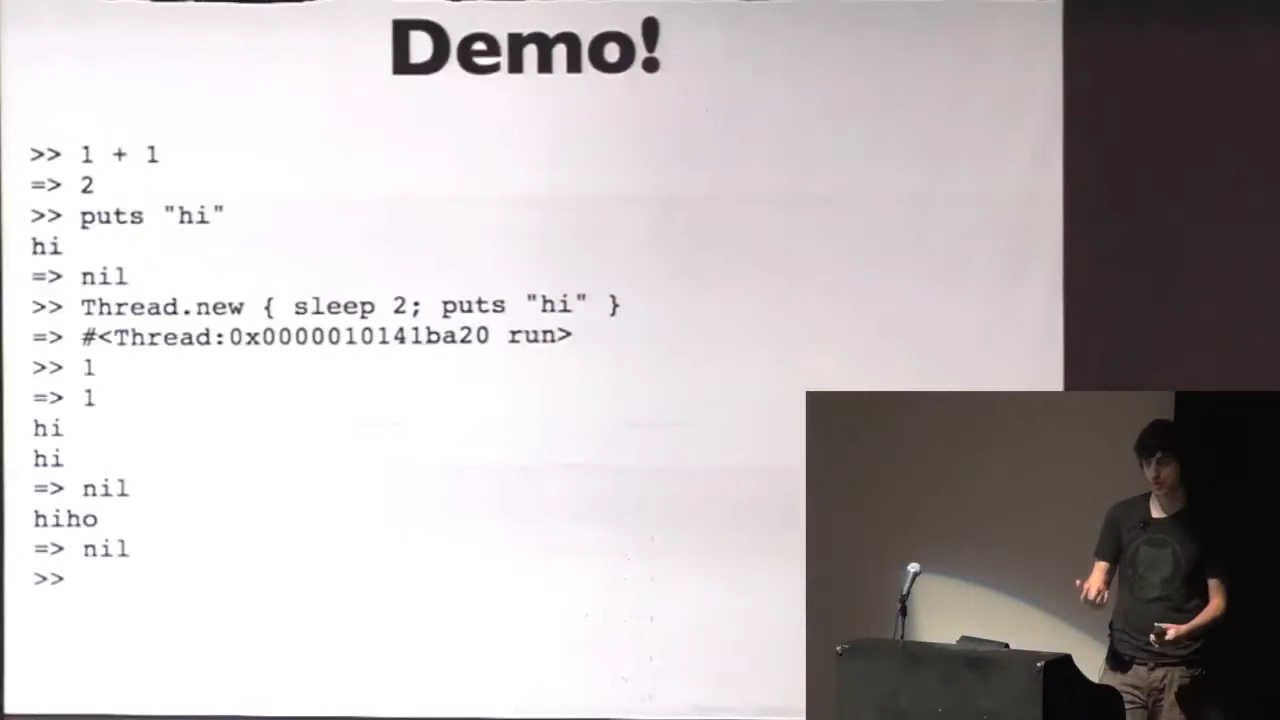 Demo!
>> 1 + 1
=> 2
>> puts "hi"
hi
=> nil
>> Thread.new { sleep 2; puts "hi" }
=> #<Thread:0x0000010141ba20 run>
>> 1
=> 1
hi
hi
=> nil
hiho
=> nil
>>